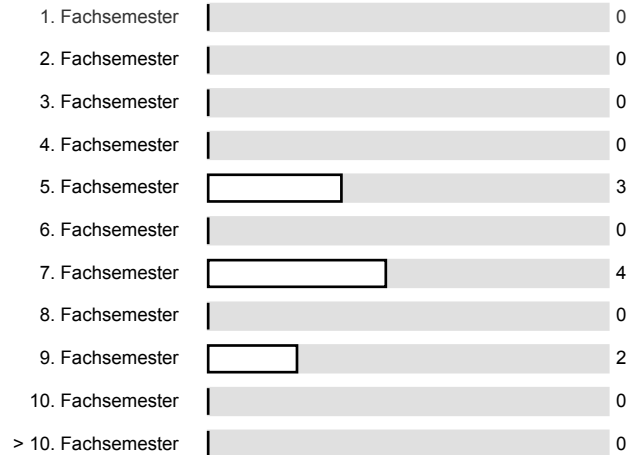 1. Fachsemester 0
2. Fachsemester 0
3. Fachsemester 0
4. Fachsemester 0
5. Fachsemester 3
6. Fachsemester 0
7. Fachsemester 4
8. Fachsemester 0
9. Fachsemester 2
10. Fachsemester 0
> 10. Fachsemester 0